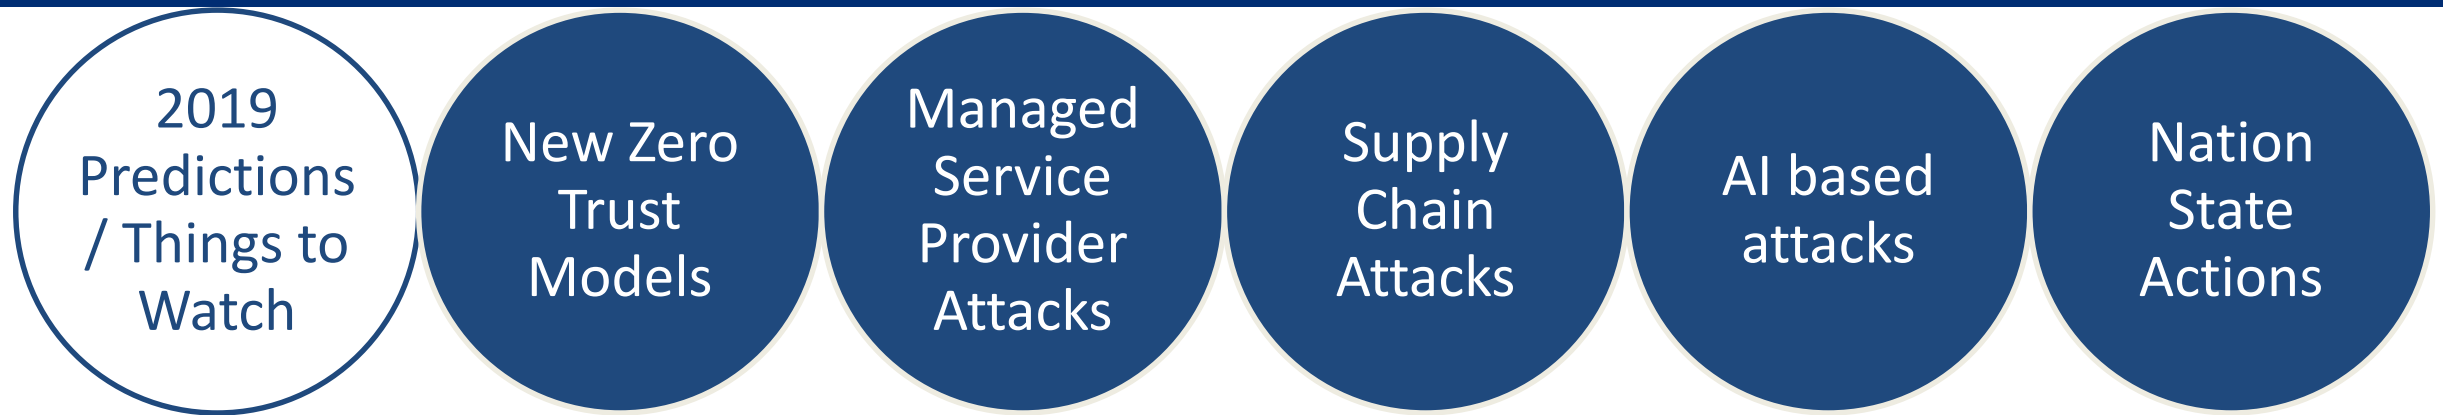 2019
Predictions
/ Things to
Watch
New Zero
Trust
Models
Managed
Service
Provider
Attacks
Supply
Chain
Attacks
AI based
attacks
Nation
State
Actions